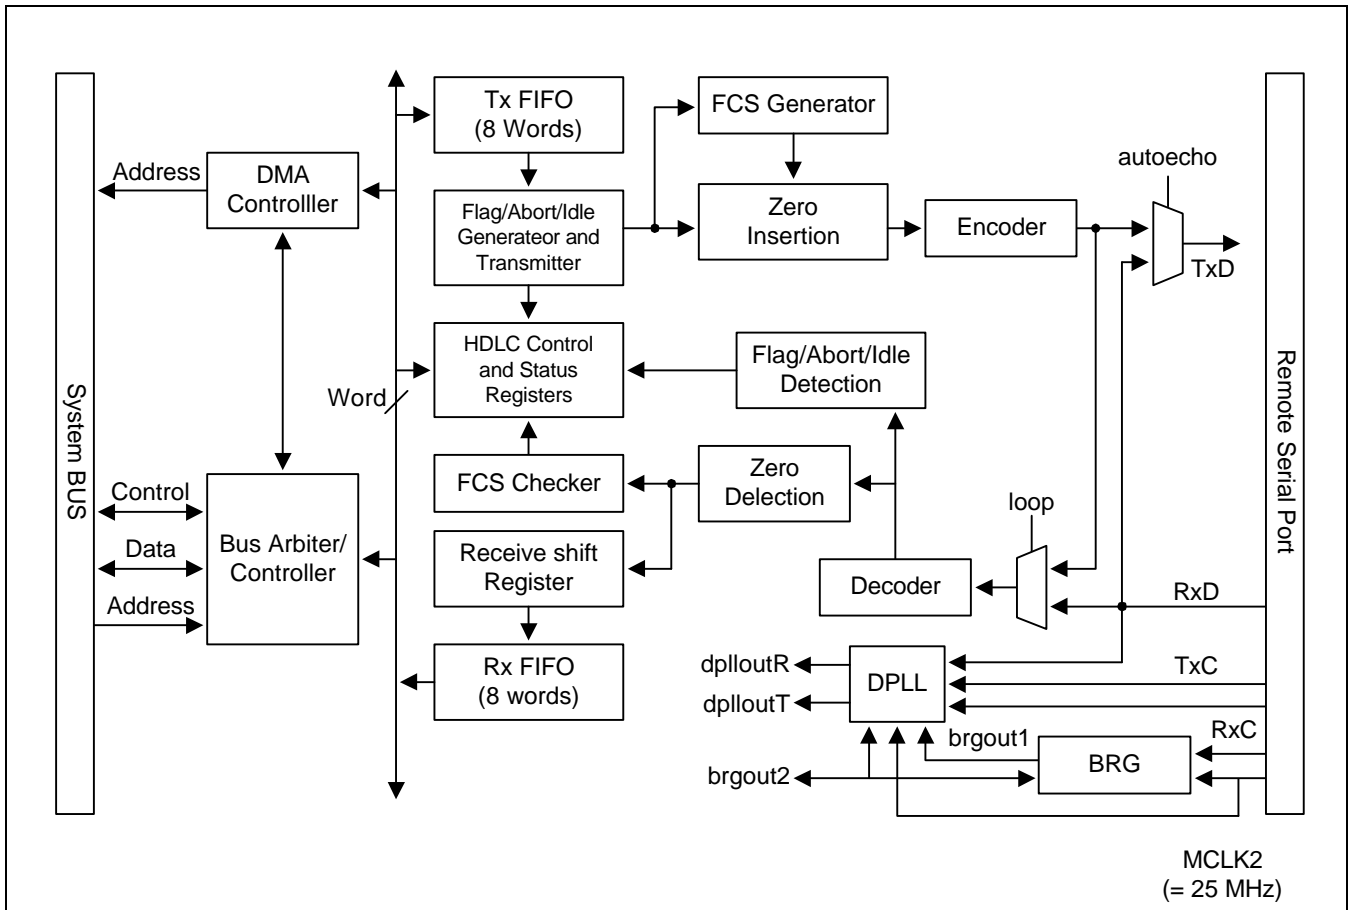 Tx FIFO
(8 Words)
FCS Generator
autoecho
Address
DMA
Controlller
Flag/Abort/Idle
Generateor and
Transmitter
Zero
Insertion
Encoder
TxD
System BUS
Word
HDLC Control
and Status
Registers
Flag/Abort/Idle
Detection
Remote Serial Port
Control
Data
Address
Bus Arbiter/
Controller
FCS Checker
Zero
Delection
loop
Receive shift
Register
Decoder
RxD
Rx FIFO
(8 words)
dplloutR
dplloutT
DPLL
TxC
RxC
brgout1
brgout2
BRG
MCLK2
(= 25 MHz)